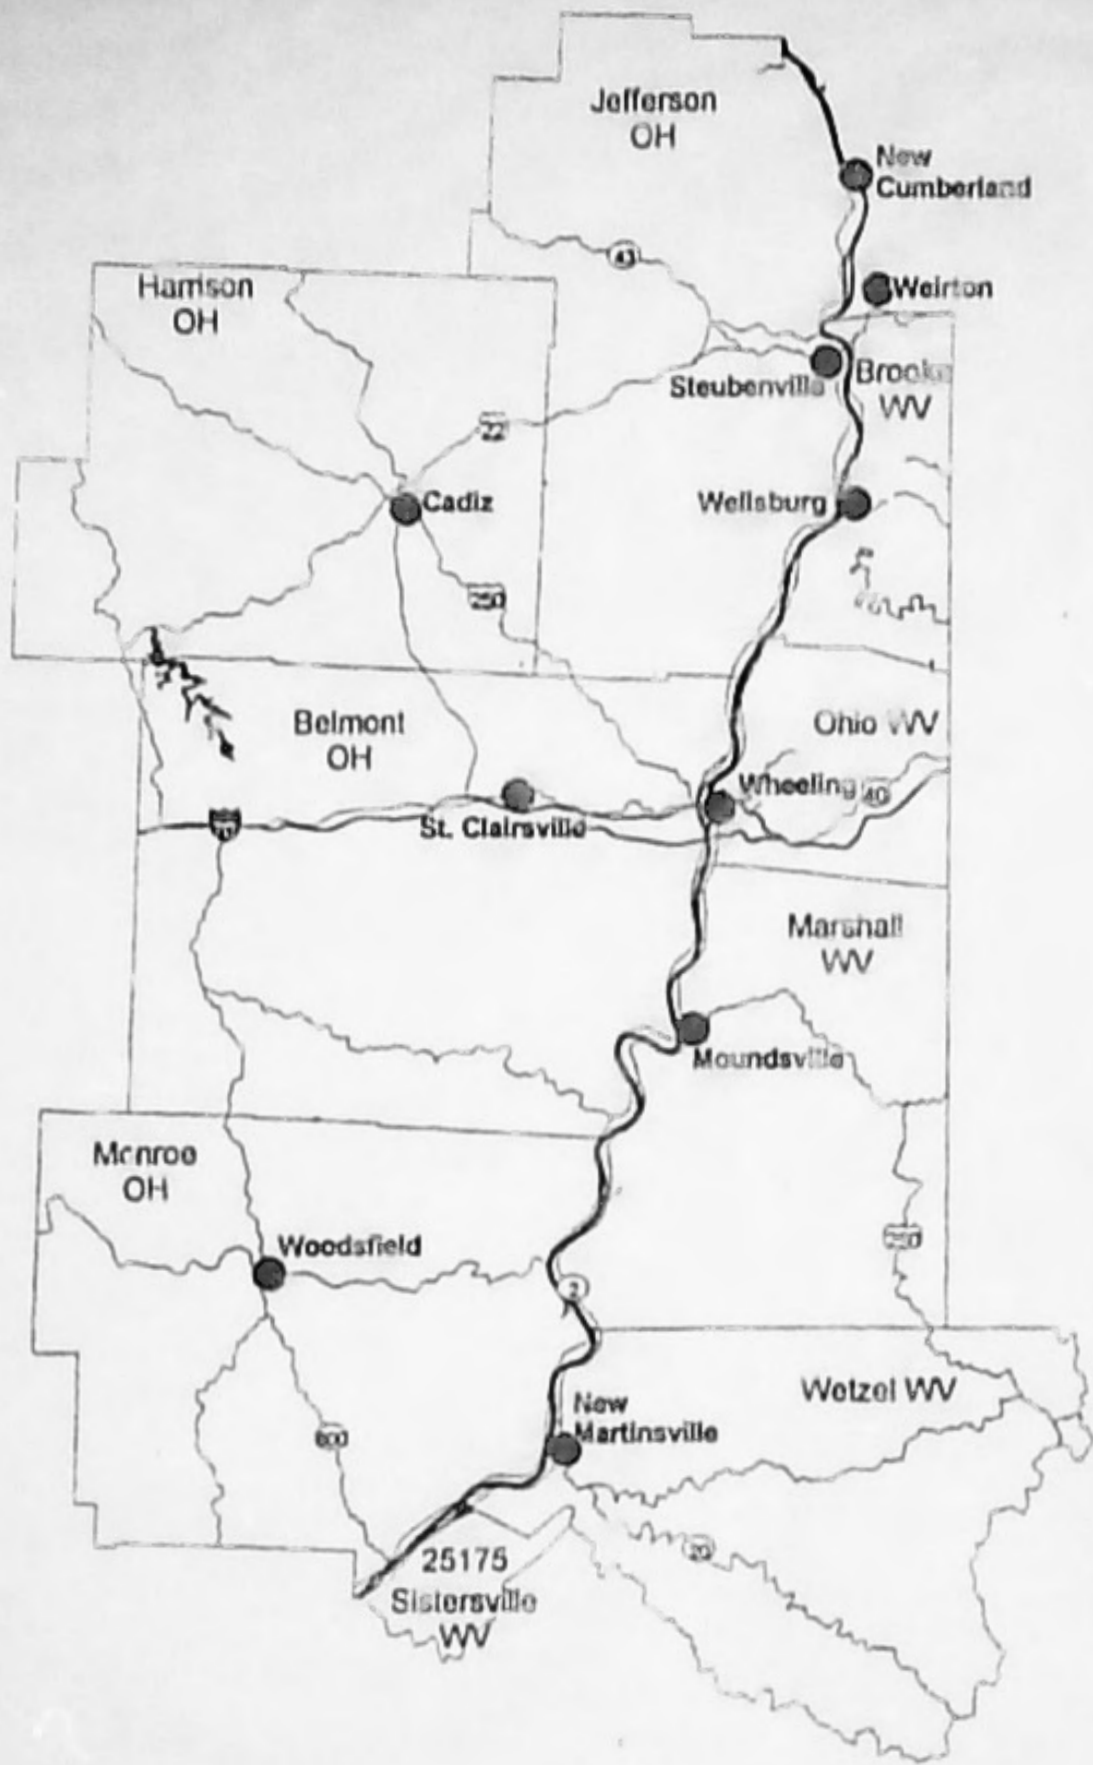 Jefferson
OH
New
Cumberland
43
Weirton
Harrison
OH
Steubenville
Brooke
WV
22
Cadiz
Wellsburg
250
Belmont
OH
Ohio WV
Wheeling
40
St. Clairsville
Marshall
WV
Moundsville
Monroe
OH
Woodsfield
250
2
Wetzel WV
New
Martinsville
800
20
25175
Sistersville
WV